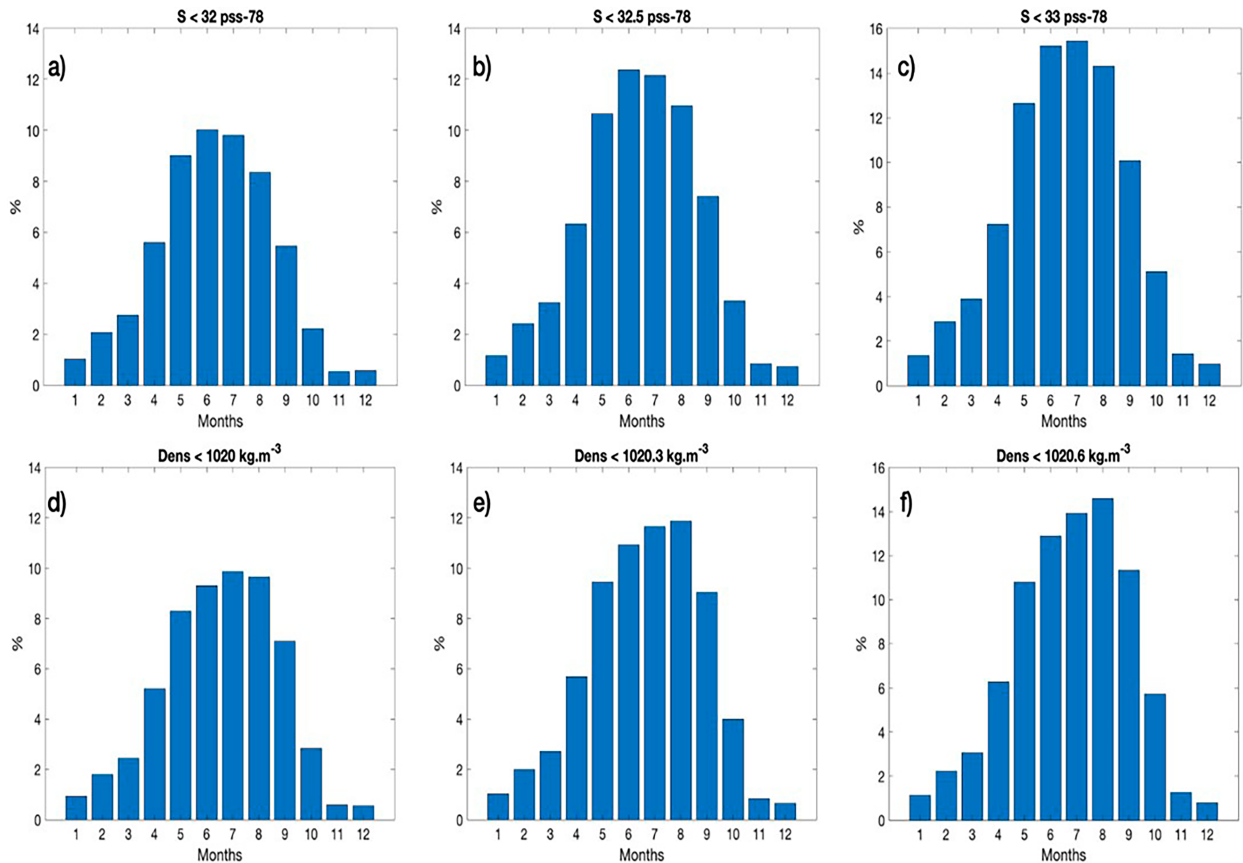 S < 32 pss-78
a)
14
12
10
8
6
4
2
0
%
1 2 3 4 5 6 7 8 9 10 11 12
Months
S < 32.5 pss-78
b)
14
12
10
8
6
4
2
0
%
1 2 3 4 5 6 7 8 9 10 11 12
Months
S < 33 pss-78
c)
16
14
12
10
8
6
4
2
0
%
1 2 3 4 5 6 7 8 9 10 11 12
Months
Dens < 1020 kg.m⁻³
d)
14
12
10
8
6
4
2
0
%
1 2 3 4 5 6 7 8 9 10 11 12
Months
Dens < 1020.3 kg.m⁻³
e)
14
12
10
8
6
4
2
0
%
1 2 3 4 5 6 7 8 9 10 11 12
Months
Dens < 1020.6 kg.m⁻³
f)
16
14
12
10
8
6
4
2
0
%
1 2 3 4 5 6 7 8 9 10 11 12
Months